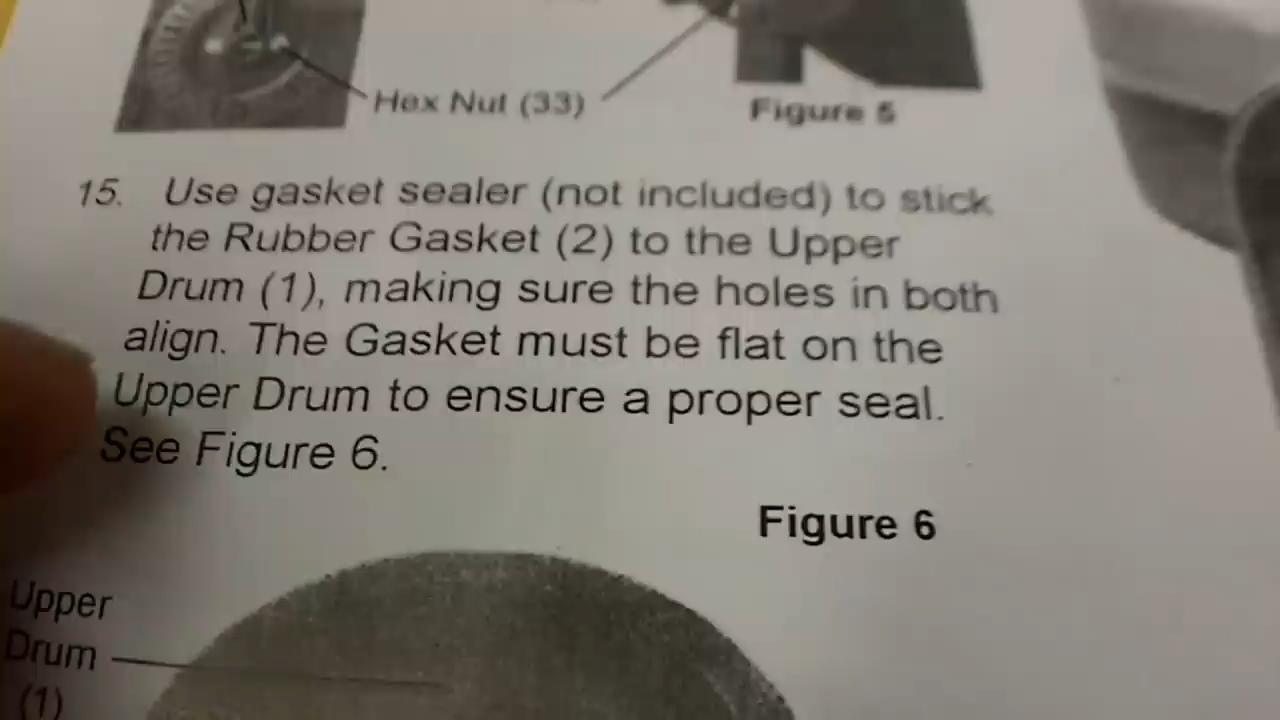 Hex Nut (33)
Figure 5
15. Use gasket sealer (not included) to stick
the Rubber Gasket (2) to the Upper
Drum (1), making sure the holes in both
align. The Gasket must be flat on the
Upper Drum to ensure a proper seal.
See Figure 6.
Figure 6
Upper
Drum
(1)